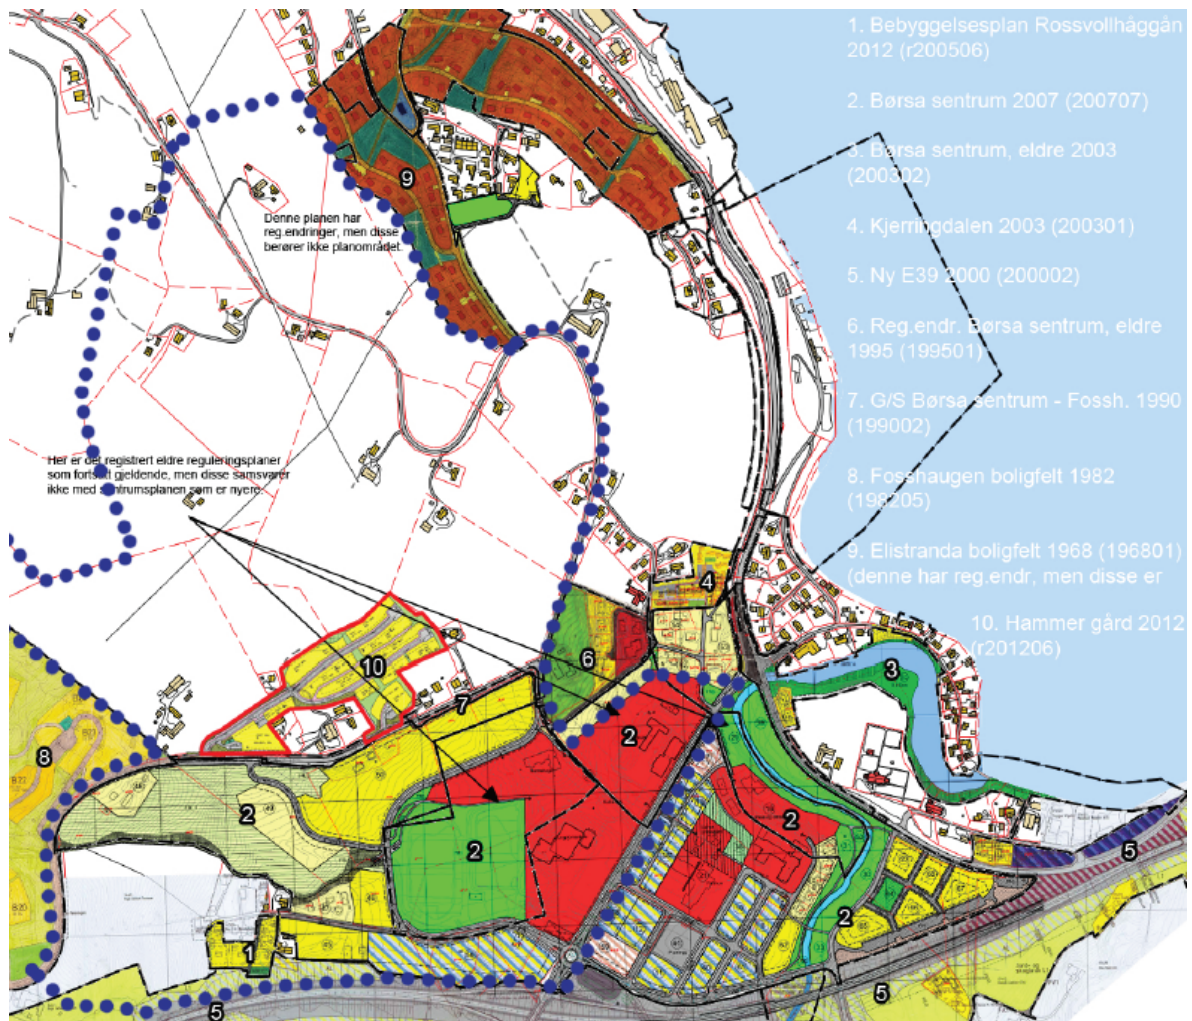 1. Bebyggelsesplan Rossvollhåggån
2012 (r200506)
2. Børsa sentrum 2007 (200707)
3. Børsa sentrum, eldre 2003
(200302)
4. Kjerringdalen 2003 (200301)
5. Ny E39 2000 (200002)
6. Reg.endr. Børsa sentrum, eldre
1995 (199501)
7. G/S Børsa sentrum - Fossh. 1990
(199002)
8. Fosshaugen boligfelt 1982
(198205)
9. Elistranda boligfelt 1968 (196801)
(denne har reg.endr, men disse er
10. Hammer gård 2012
(r201206)
9
Denne planen har
reg.endringer, men disse
berører ikke planområdet.
Her er det registrert eldre reguleringsplaner
som fortsatt gjeldende, men disse samsvarer
ikke med sentrumsplanen som er nyere.
4
6
3
10
7
2
8
2
2
2
5
2
1
5
5
B20